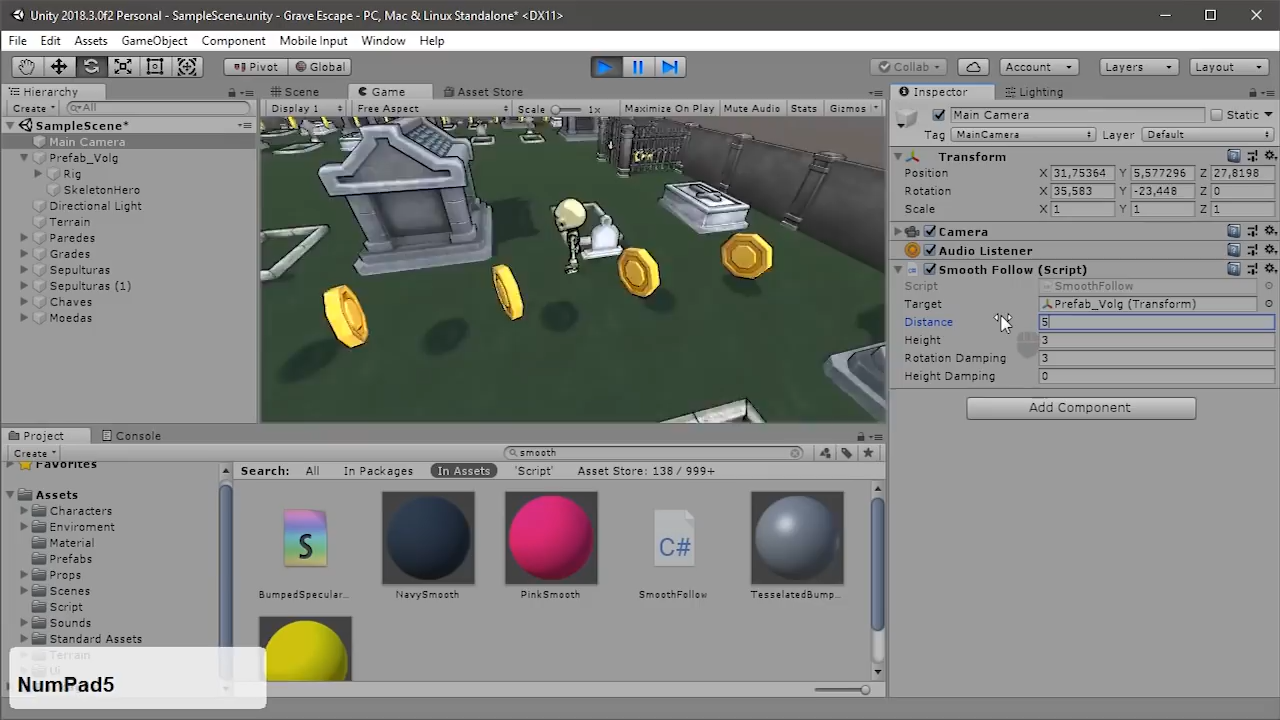 Unity 2018.3.0f2 Personal - SampleScene.unity - Grave Escape - PC, Mac & Linux Standalone* <DX11>
File Edit Assets GameObject Component Mobile Input Window Help
Pivot Global Collab Account Layers Layout
Hierarchy
Create All
SampleScene*
Main Camera
Prefab_Volg
Rig
SkeletonHero
Directional Light
Terrain
Paredes
Grades
Sepulturas
Sepulturas (1)
Chaves
Moedas
Scene Game Asset Store
Display 1 Free Aspect Scale 1x Maximize On Play Mute Audio Stats Gizmos
Inspector Lighting
Main Camera Static
Tag MainCamera Layer Default
Transform
Position X 31,75364 Y 5,577296 Z 27,8198
Rotation X 35,583 Y -23,448 Z 0
Scale X 1 Y 1 Z 1
Camera
Audio Listener
Smooth Follow (Script)
Script SmoothFollow
Target Prefab_Volg (Transform)
Distance 5
Height 3
Rotation Damping 3
Height Damping 0
Add Component
Project Console
Create smooth
Favorites
Assets
Characters
Enviroment
Material
Prefabs
Props
Scenes
Script
Sounds
Standard Assets
Terrain
Search: All In Packages In Assets 'Script' Asset Store: 138 / 999+
S
C#
BumpedSpecular... NavySmooth PinkSmooth SmoothFollow TesselatedBump...
NumPad5